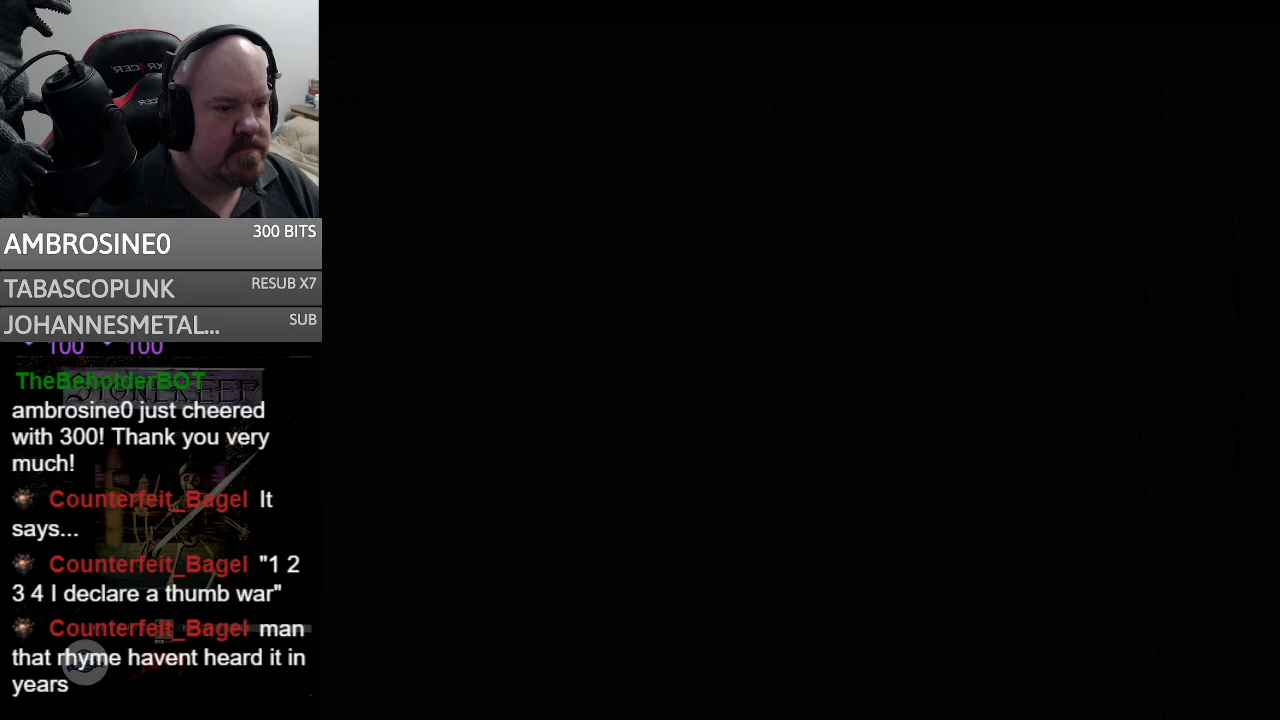 AMBROSINE0 300 BITS
TABASCOPUNK RESUB X7
JOHANNESMETAL... SUB
100 100
TheBeholderBOT
STONEKEEP
ambrosine0 just cheered
with 300! Thank you very
much!
Counterfeit_Bagel It
says...
Counterfeit_Bagel "1 2
3 4 I declare a thumb war"
Counterfeit_Bagel man
that rhyme havent heard it in
years